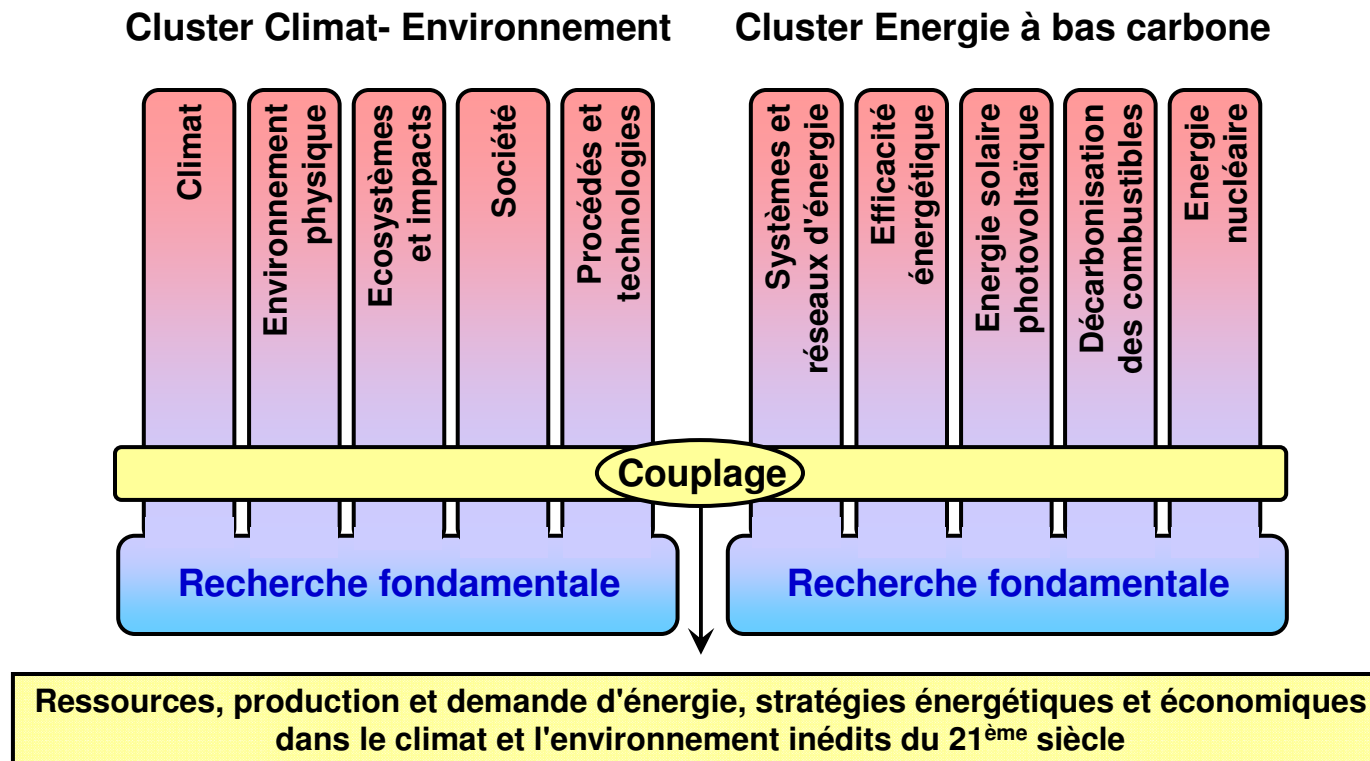 Cluster Climat- Environnement
Cluster Energie à bas carbone
Climat
Environnement
physique
Ecosystèmes
et impacts
Société
Procédés et
technologies
Systèmes et
réseaux d'énergie
Efficacité
énergétique
Energie solaire
photovoltaïque
Décarbonisation
des combustibles
Energie
nucléaire
Couplage
Recherche fondamentale
Recherche fondamentale
Ressources, production et demande d'énergie, stratégies énergétiques et économiques
dans le climat et l'environnement inédits du 21ème siècle